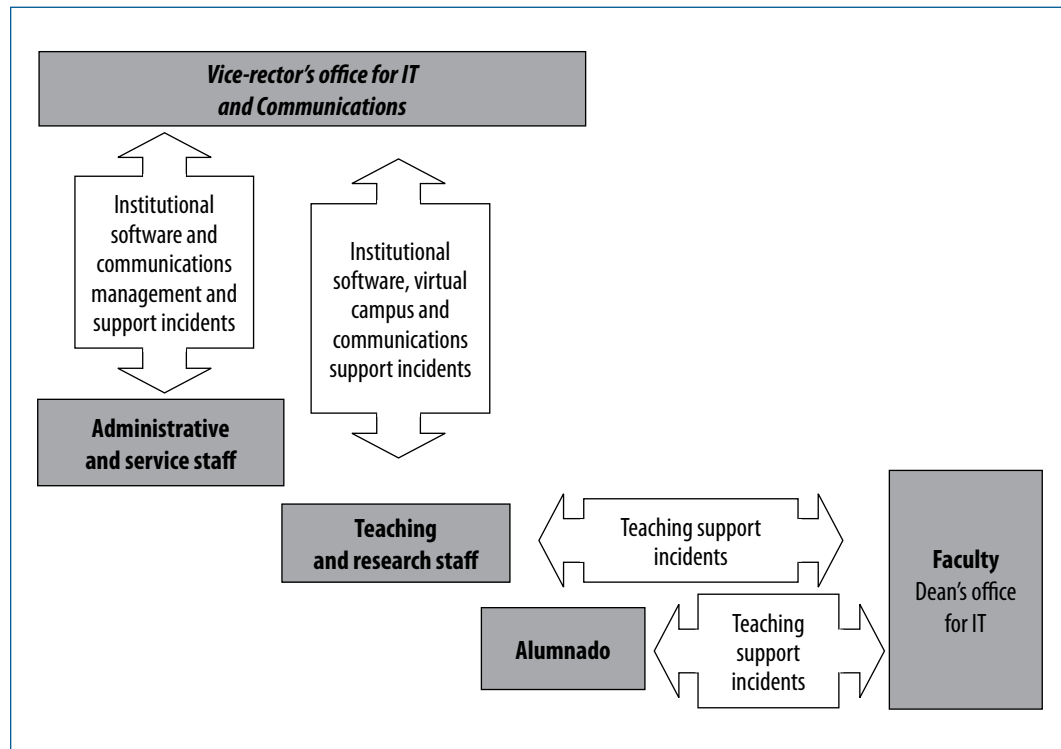 Vice-rector's office for IT
and Communications
Institutional
software and
communications
management and
support incidents
Institutional
software, virtual
campus and
communications
support incidents
Administrative
and service staff
Teaching
and research staff
Teaching support
incidents
Faculty
Dean's office
for IT
Alumnado
Teaching
support
incidents